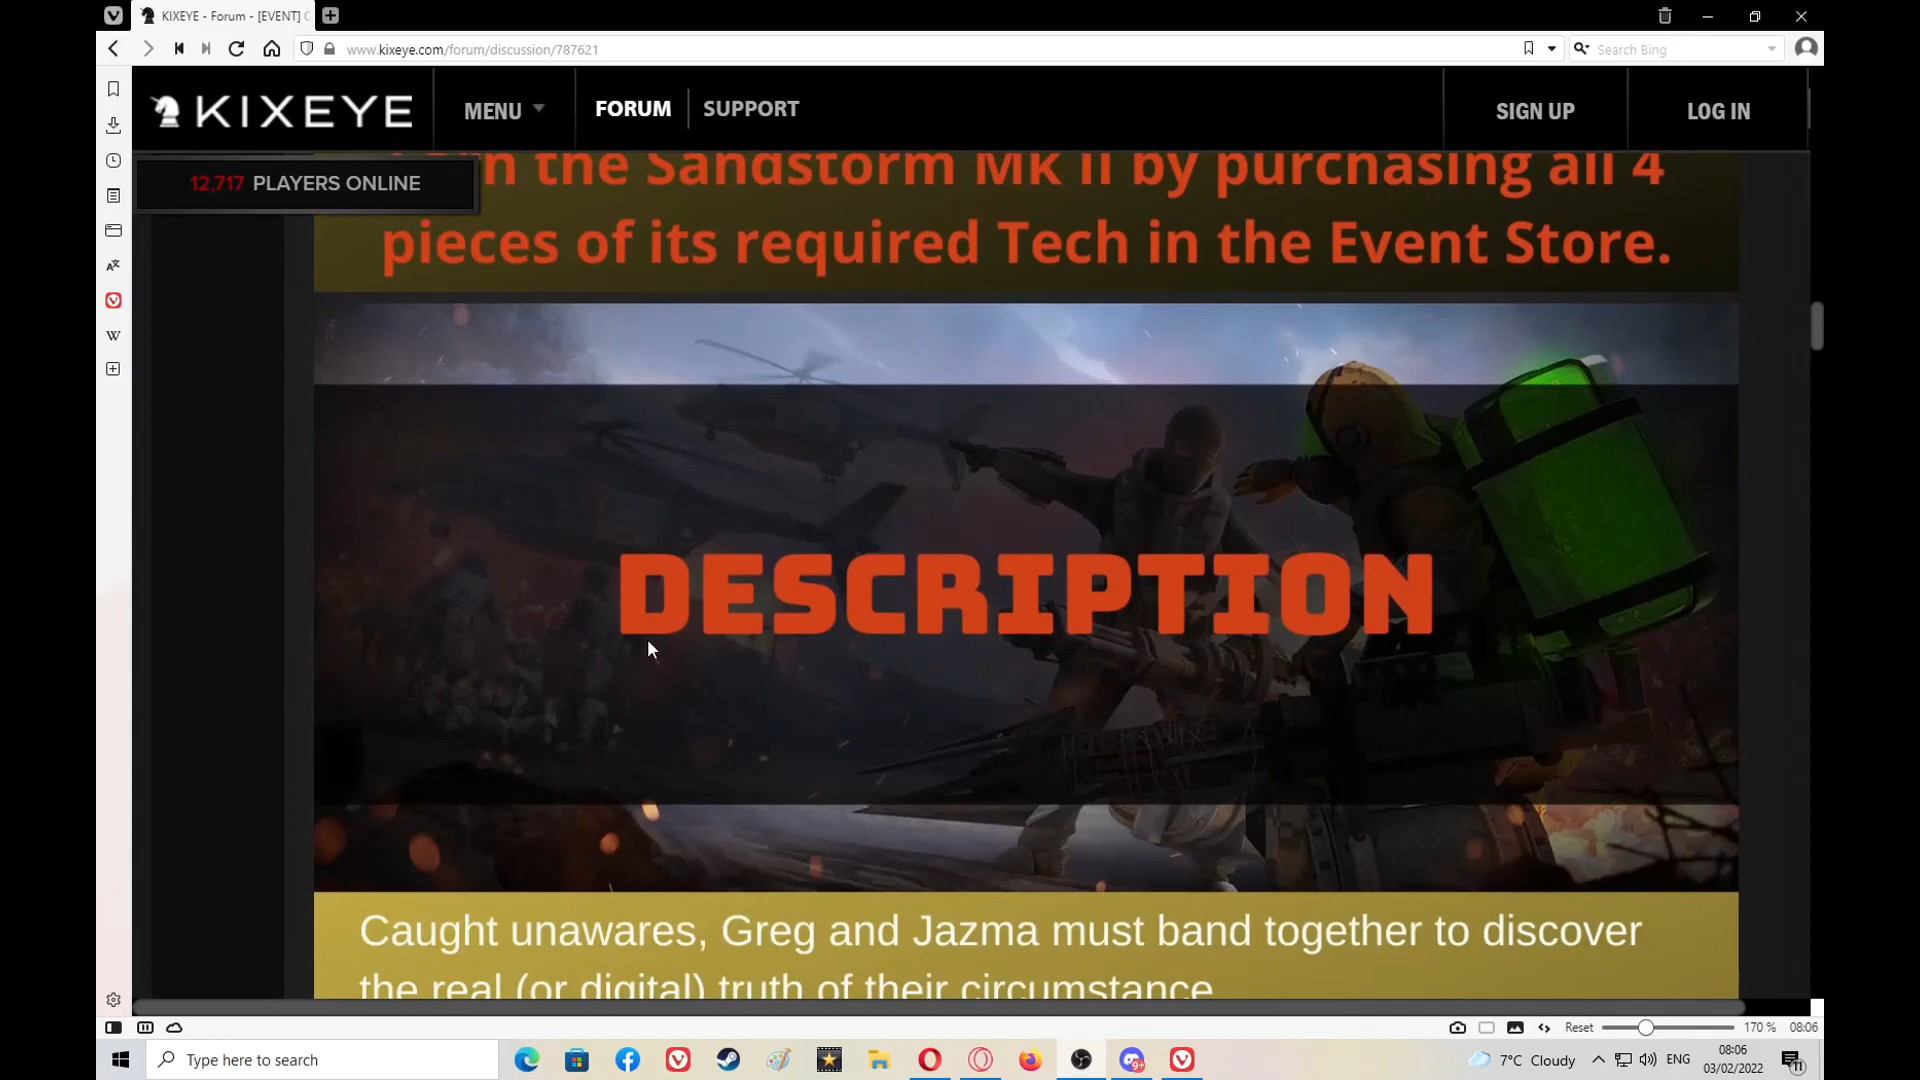 KIXEYE - Forum - [EVENT]
www.kixeye.com/forum/discussion/787621
Search Bing
KIXEYE
MENU
FORUM
SUPPORT
SIGN UP
LOG IN
12,717 PLAYERS ONLINE
the Sandstorm Mk II by purchasing all 4
pieces of its required Tech in the Event Store.
DESCRIPTION
Caught unawares, Greg and Jazma must band together to discover
the real (or digital) truth of their circumstance
Reset
170 %
08:06
Type here to search
9+
7°C Cloudy
ENG
08:06
03/02/2022
11